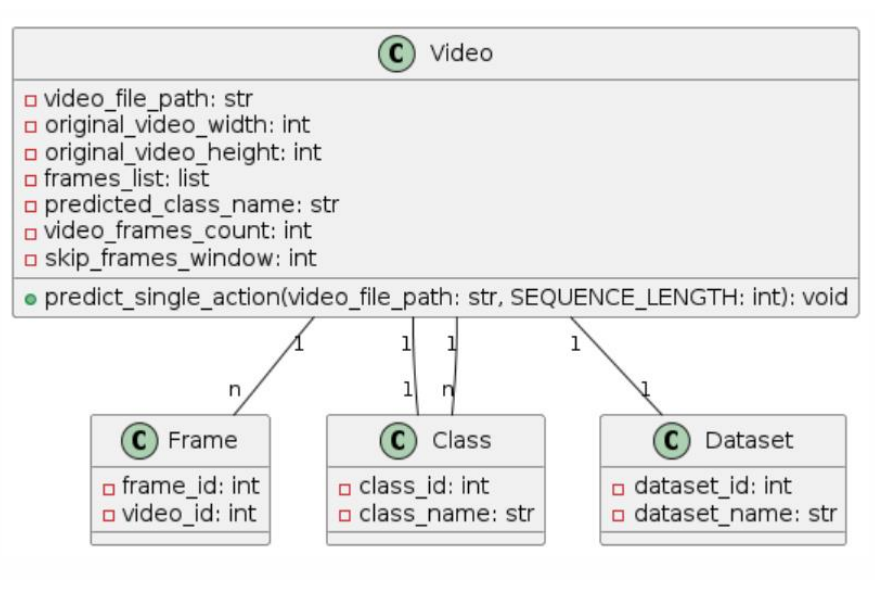 C Video
video_file_path: str
original_video_width: int
original_video_height: int
frames_list: list
predicted_class_name: str
video_frames_count: int
skip_frames_window: int
predict_single_action(video_file_path: str, SEQUENCE_LENGTH: int): void
1 1 1 1
n 1 n 1
C Frame
frame_id: int
video_id: int
C Class
class_id: int
class_name: str
C Dataset
dataset_id: int
dataset_name: str